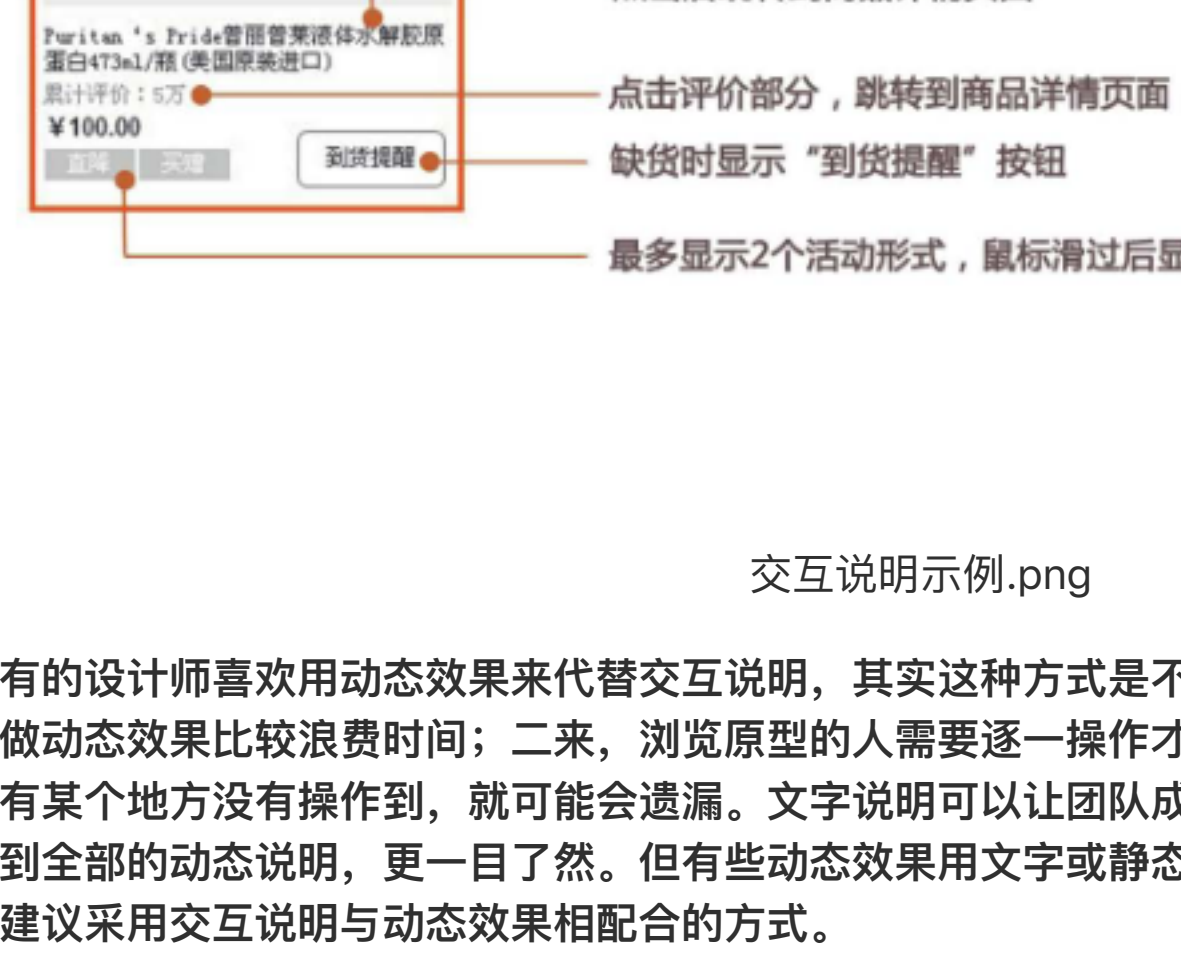 Puritan's Pride普丽普莱液体水解胶原
蛋白473ml/瓶(美国原装进口)
累计评价：5万
点击评价部分，跳转到商品详情页面
￥100.00
直降 买赠
到货提醒
缺货时显示“到货提醒”按钮
最多显示2个活动形式，鼠标滑过后显
交互说明示例.png
有的设计师喜欢用动态效果来代替交互说明，其实这种方式是不
做动态效果比较浪费时间；二来，浏览原型的人需要逐一操作才
有某个地方没有操作到，就可能会遗漏。文字说明可以让团队成
到全部的动态说明，更一目了然。但有些动态效果用文字或静态
建议采用交互说明与动态效果相配合的方式。